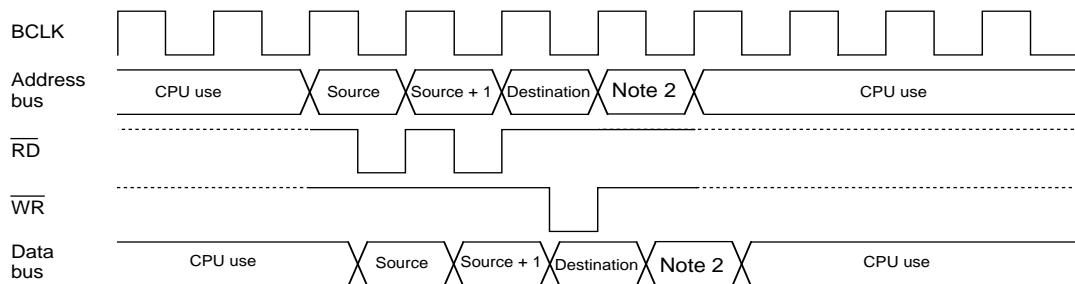 BCLK
Address bus
CPU use
Source
Source + 1
Destination
Note 2
CPU use
RD
WR
Data bus
CPU use
Source
Source + 1
Destination
Note 2
CPU use